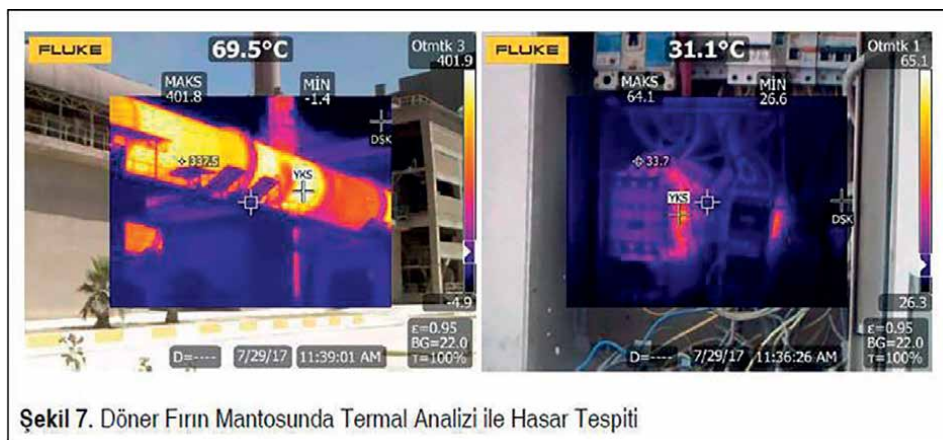 FLUKE
69.5°C
Otmtk 3
401.9
MAKS
401.8
MİN
-1.4
DŞK
337.5
YKS
-4.9
ε=0.95
BG=22.0
T=100%
D=----
7/29/17
11:39:01 AM
FLUKE
31.1°C
Otmtk 1
65.1
MAKS
64.1
MİN
26.6
33.7
YKS
DŞK
26.3
ε=0.95
BG=22.0
T=100%
D=----
7/29/17
11:36:26 AM
Şekil 7. Döner Fırın Mantosunda Termal Analizi ile Hasar Tespiti